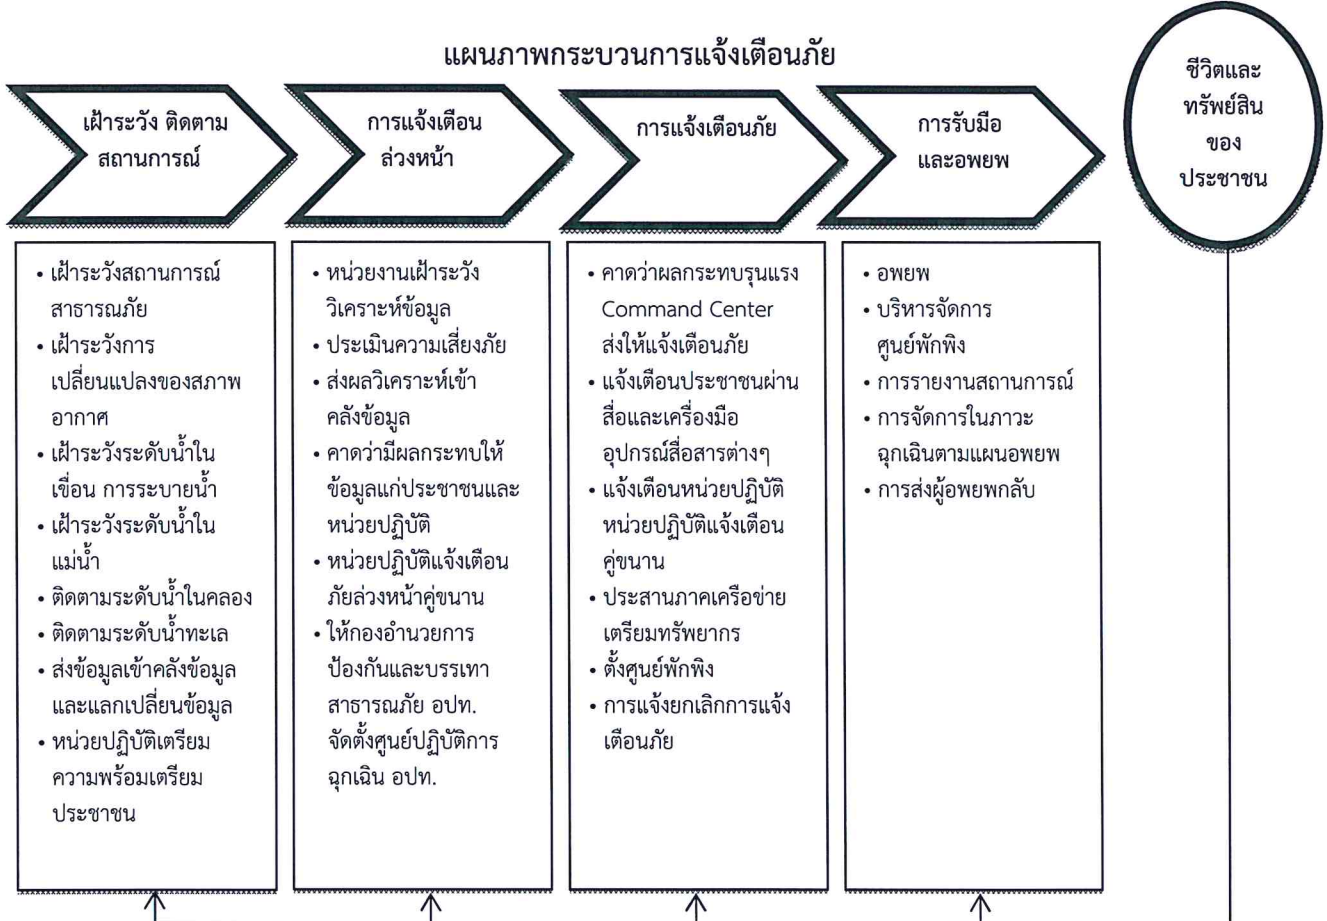 แผนภาพกระบวนการแจ้งเตือนภัย
เฝ้าระวัง ติดตาม
สถานการณ์
การแจ้งเตือน
ล่วงหน้า
การแจ้งเตือนภัย
การรับมือ
และอพยพ
ชีวิตและ
ทรัพย์สิน
ของ
ประชาชน
• เฝ้าระวังสถานการณ์
สาธารณภัย
• เฝ้าระวังการ
เปลี่ยนแปลงของสภาพ
อากาศ
• เฝ้าระวังระดับน้ำใน
เขื่อน การระบายน้ำ
• เฝ้าระวังระดับน้ำใน
แม่น้ำ
• ติดตามระดับน้ำในคลอง
• ติดตามระดับน้ำทะเล
• ส่งข้อมูลเข้าคลังข้อมูล
และแลกเปลี่ยนข้อมูล
• หน่วยปฏิบัติเตรียม
ความพร้อมเตรียม
ประชาชน
• หน่วยงานเฝ้าระวัง
วิเคราะห์ข้อมูล
• ประเมินความเสี่ยงภัย
• ส่งผลวิเคราะห์เข้า
คลังข้อมูล
• คาดว่ามีผลกระทบให้
ข้อมูลแก่ประชาชนและ
หน่วยปฏิบัติ
• หน่วยปฏิบัติแจ้งเตือน
ภัยล่วงหน้าคู่ขนาน
• ให้กองอำนวยการ
ป้องกันและบรรเทา
สาธารณภัย อปท.
จัดตั้งศูนย์ปฏิบัติการ
ฉุกเฉิน อปท.
• คาดว่าผลกระทบรุนแรง
Command Center
ส่งให้แจ้งเตือนภัย
• แจ้งเตือนประชาชนผ่าน
สื่อและเครื่องมือ
อุปกรณ์สื่อสารต่างๆ
• แจ้งเตือนหน่วยปฏิบัติ
หน่วยปฏิบัติแจ้งเตือน
คู่ขนาน
• ประสานภาคเครือข่าย
เตรียมทรัพยากร
• ตั้งศูนย์พักพิง
• การแจ้งยกเลิกการแจ้ง
เตือนภัย
• อพยพ
• บริหารจัดการ
ศูนย์พักพิง
• การรายงานสถานการณ์
• การจัดการในภาวะ
ฉุกเฉินตามแผนอพยพ
• การส่งผู้อพยพกลับ